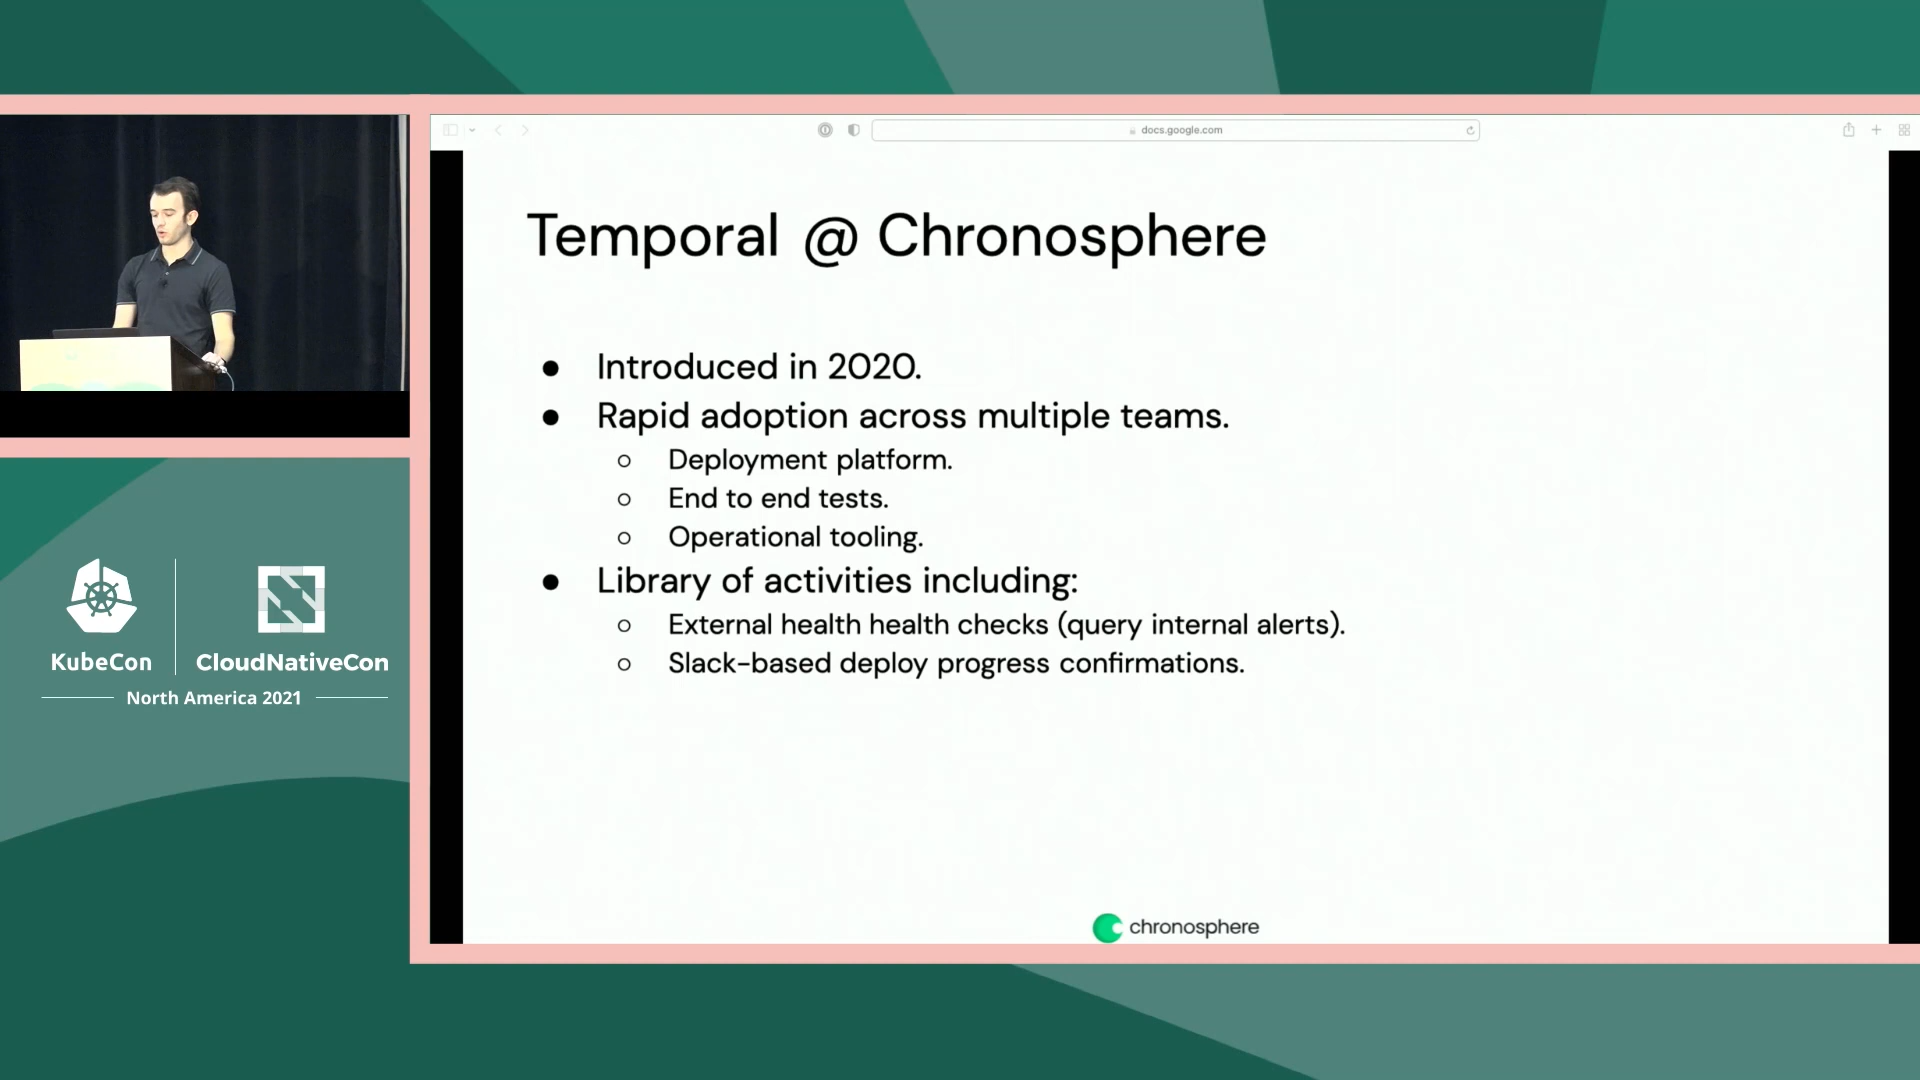 docs.google.com
Temporal @ Chronosphere
● Introduced in 2020.
● Rapid adoption across multiple teams.
○ Deployment platform.
○ End to end tests.
○ Operational tooling.
● Library of activities including:
○ External health health checks (query internal alerts).
○ Slack-based deploy progress confirmations.
chronosphere
KubeCon
CloudNativeCon
North America 2021